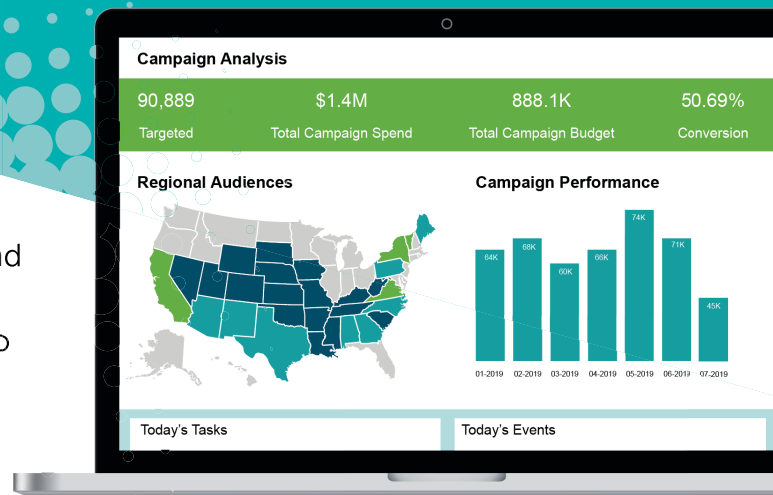 Campaign Analysis
90,889 $1.4M 888.1K 50.69%
Targeted Total Campaign Spend Total Campaign Budget Conversion
Regional Audiences Campaign Performance
74K
68K 71K
64K 66K
60K
45K
01-2019 02-2019 03-2019 04-2019 05-2019 06-2019 07-2019
Today's Tasks Today's Events